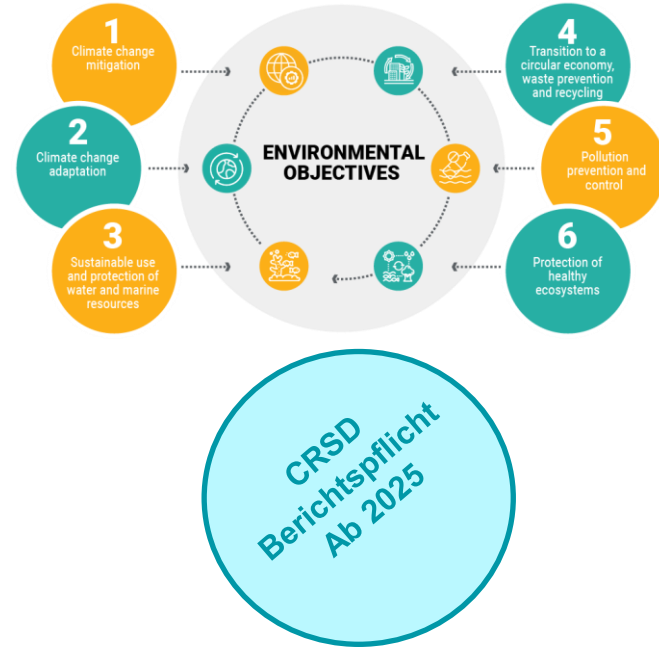 1
Climate change
mitigation
2
Climate change
adaptation
3
Sustainable use
and protection of
water and marine
resources
ENVIRONMENTAL
OBJECTIVES
4
Transition to a
circular economy,
waste prevention
and recycling
5
Pollution
prevention and
control
6
Protection of
healthy
ecosystems
CRSD
Berichtspflicht
Ab 2025